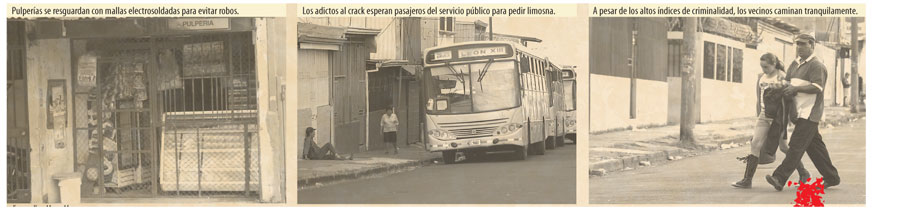 Pulperías se resguardan con mallas electrosoldadas para evitar robos.
Los adictos al crack esperan pasajeros del servicio público para pedir limosna.
A pesar de los altos índices de criminalidad, los vecinos caminan tranquilamente.
PULPERIA
LEON XIII